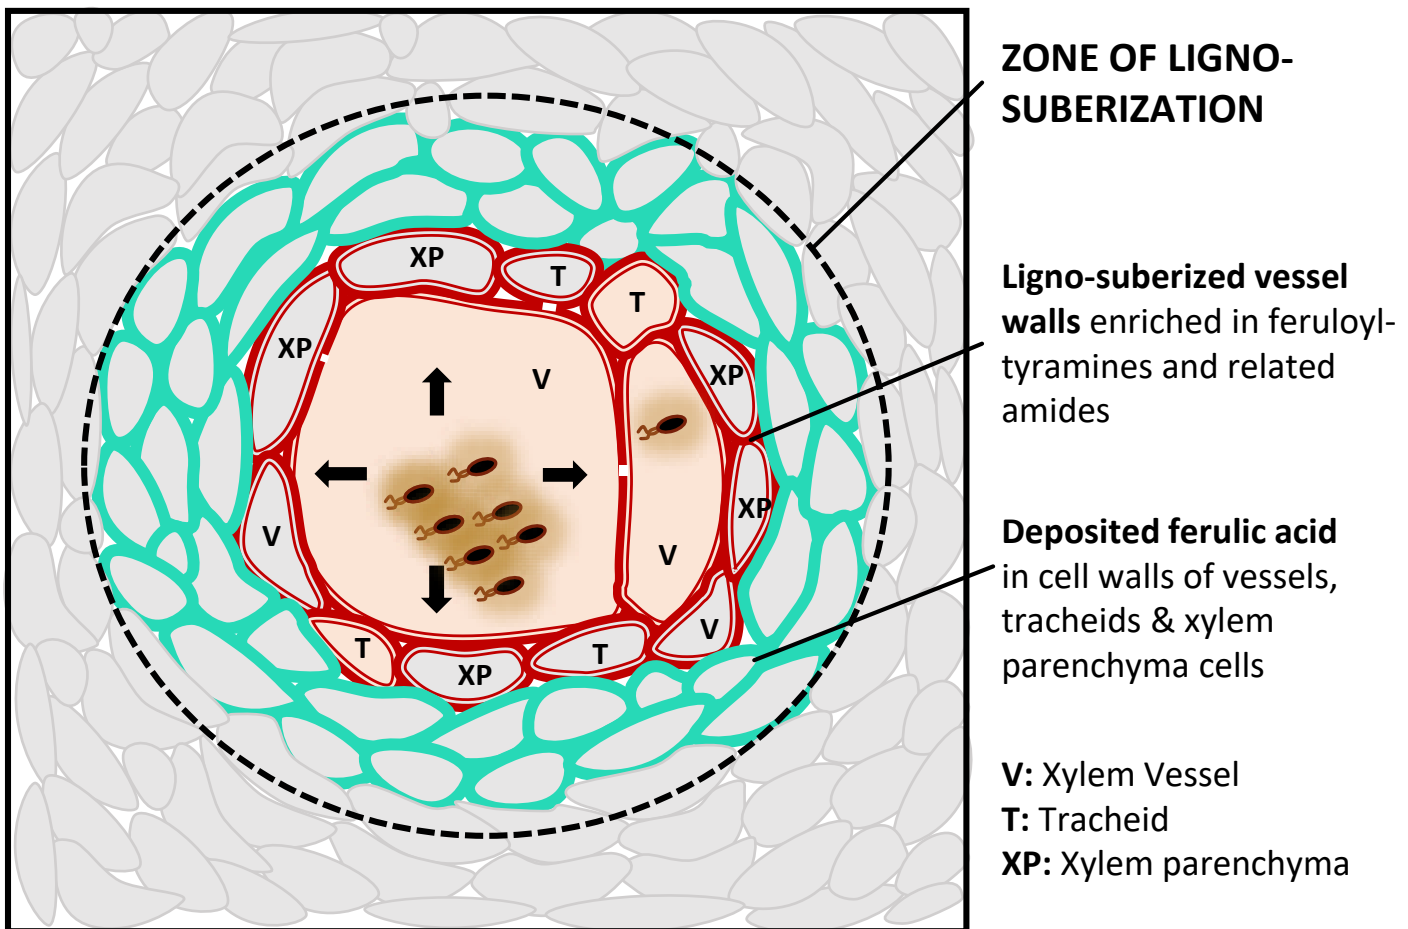 ZONE OF LIGNO-
SUBERIZATION
XP
T
T
XP
XP
V
Ligno-suberized vessel
walls enriched in feruloyl-
tyramines and related
amides
XP
V
V
Deposited ferulic acid
in cell walls of vessels,
tracheids & xylem
parenchyma cells
T
XP
T
V
V: Xylem Vessel
T: Tracheid
XP: Xylem parenchyma